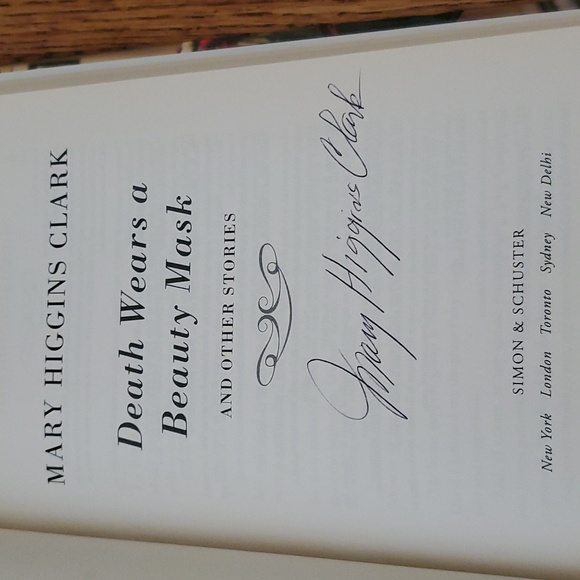 MARY HIGGINS CLARK
Death Wears a
Beauty Mask
AND OTHER STORIES
Mary Higgins Clark
SIMON & SCHUSTER
New York London Toronto Sydney New Delhi